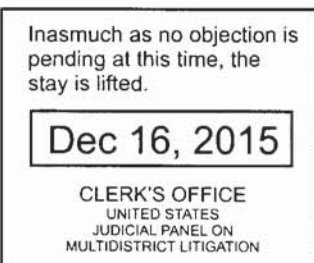 Inasmuch as no objection is
pending at this time, the
stay is lifted.
Dec 16, 2015
CLERK'S OFFICE
UNITED STATES
JUDICIAL PANEL ON
MULTIDISTRICT LITIGATION